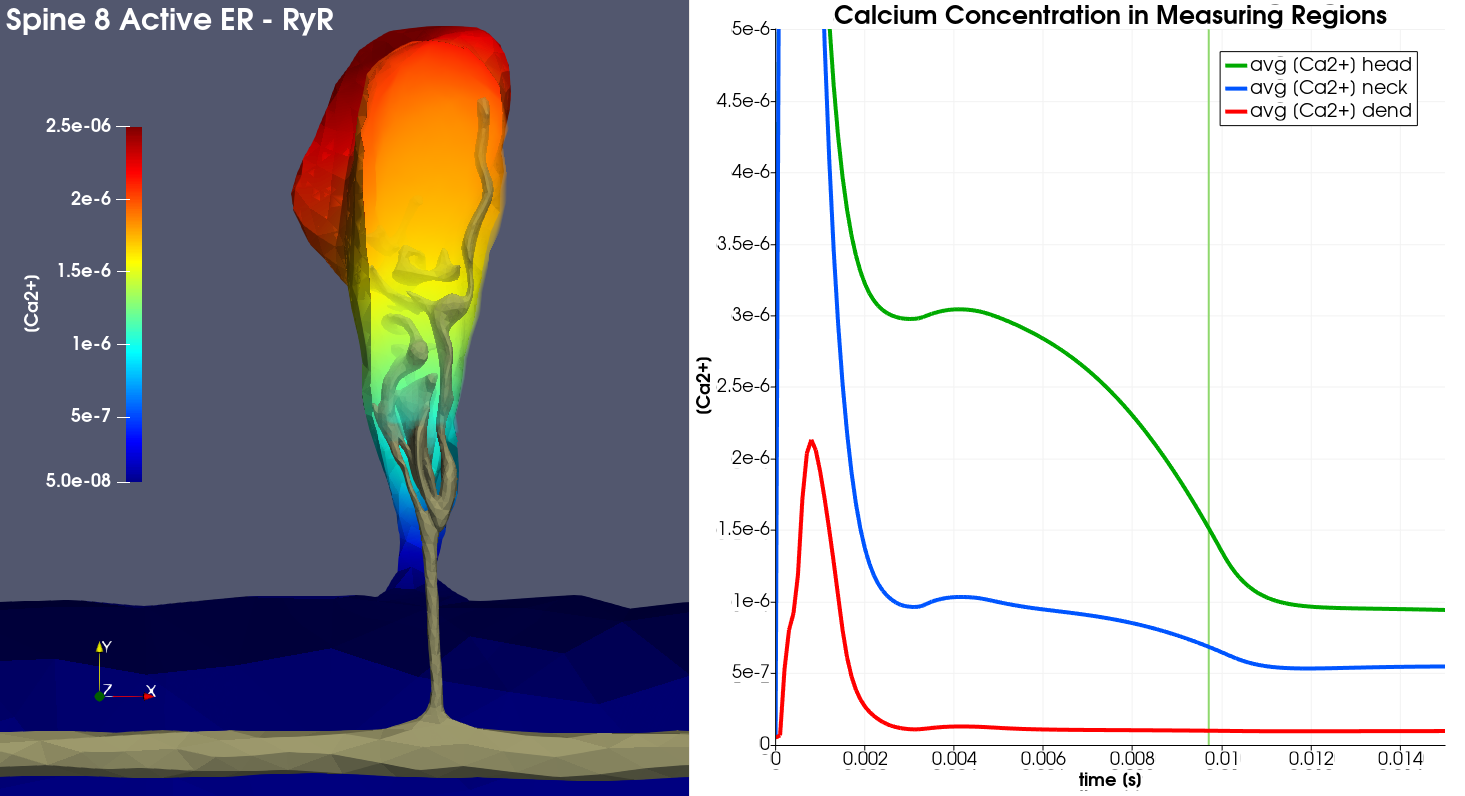 Spine 8 Active ER - RyR
2.5e-06
2e-6
1.5e-6
1e-6
5e-7
5.0e-08
(Ca2+)
Y
Z
X
Calcium Concentration in Measuring Regions
avg (Ca2+) head
avg (Ca2+) neck
avg (Ca2+) dend
5e-6
4.5e-6
4e-6
3.5e-6
3e-6
2.5e-6
2e-6
1.5e-6
1e-6
5e-7
0
(Ca2+)
0
0.002
0.004
0.006
0.008
0.01
0.012
0.014
time (s)